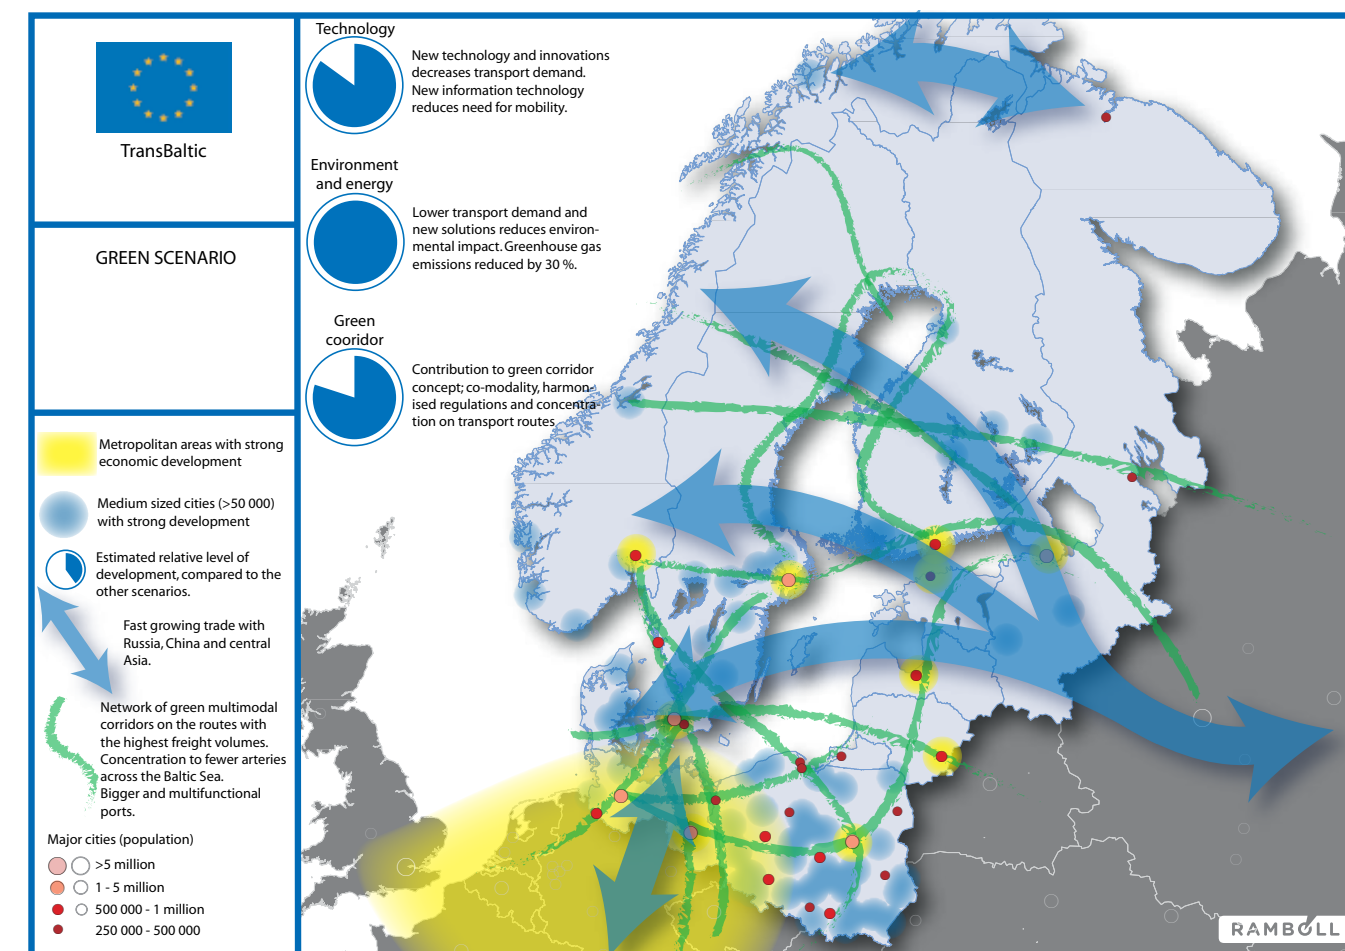 TransBaltic
GREEN SCENARIO
Metropolitan areas with strong
economic development
Medium sized cities (>50 000)
with strong development
Estimated relative level of
development, compared to the
other scenarios.
Fast growing trade with
Russia, China and central
Asia.
Network of green multimodal
corridors on the routes with
the highest freight volumes.
Concentration to fewer arteries
across the Baltic Sea.
Bigger and multifunctional
ports.
Major cities (population)
>5 million
1 - 5 million
500 000 - 1 million
250 000 - 500 000
Technology
New technology and innovations
decreases transport demand.
New information technology
reduces need for mobility.
Environment
and energy
Lower transport demand and
new solutions reduces environ-
mental impact. Greenhouse gas
emissions reduced by 30 %.
Green
cooridor
Contribution to green corridor
concept; co-modality, harmon-
ised regulations and concentra-
tion on transport routes
RAMBOLL